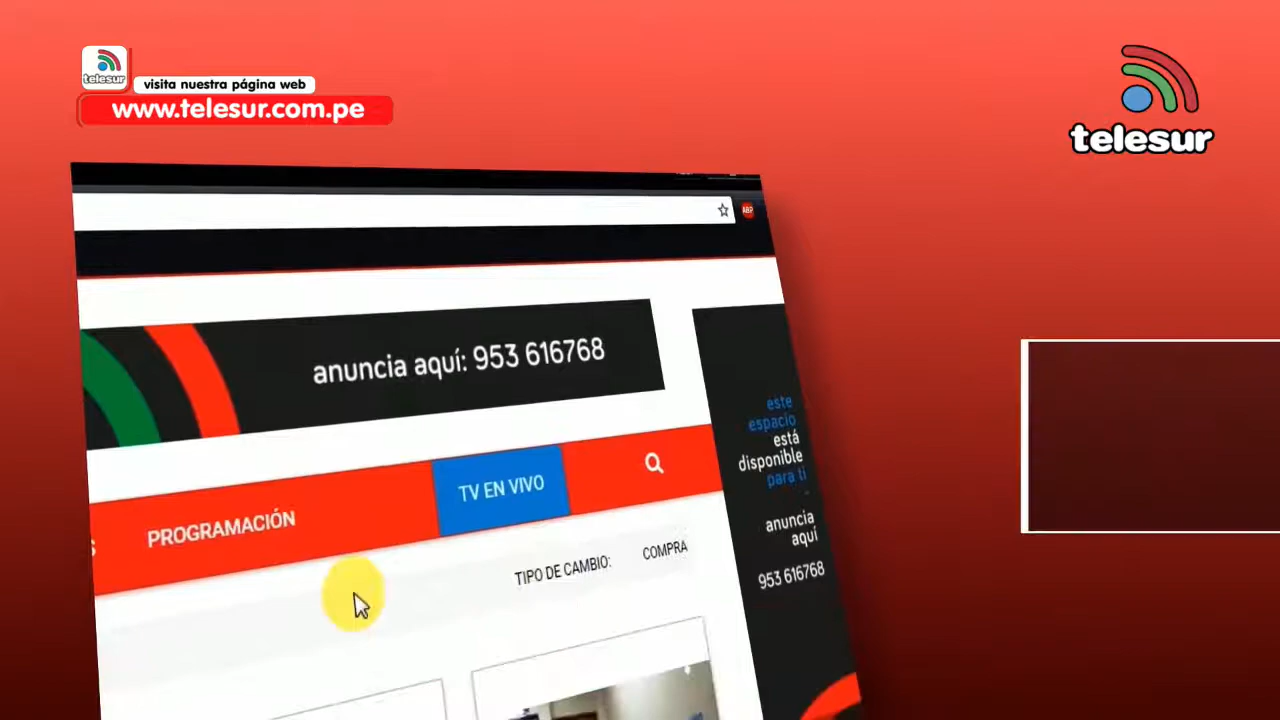 telesur
visita nuestra página web
www.telesur.com.pe
telesur
ABP
anuncia aquí: 953 616768
este
espacio
está
disponible
para ti
anuncia
aquí
953 616768
PROGRAMACIÓN
TV EN VIVO
TIPO DE CAMBIO:
COMPRA